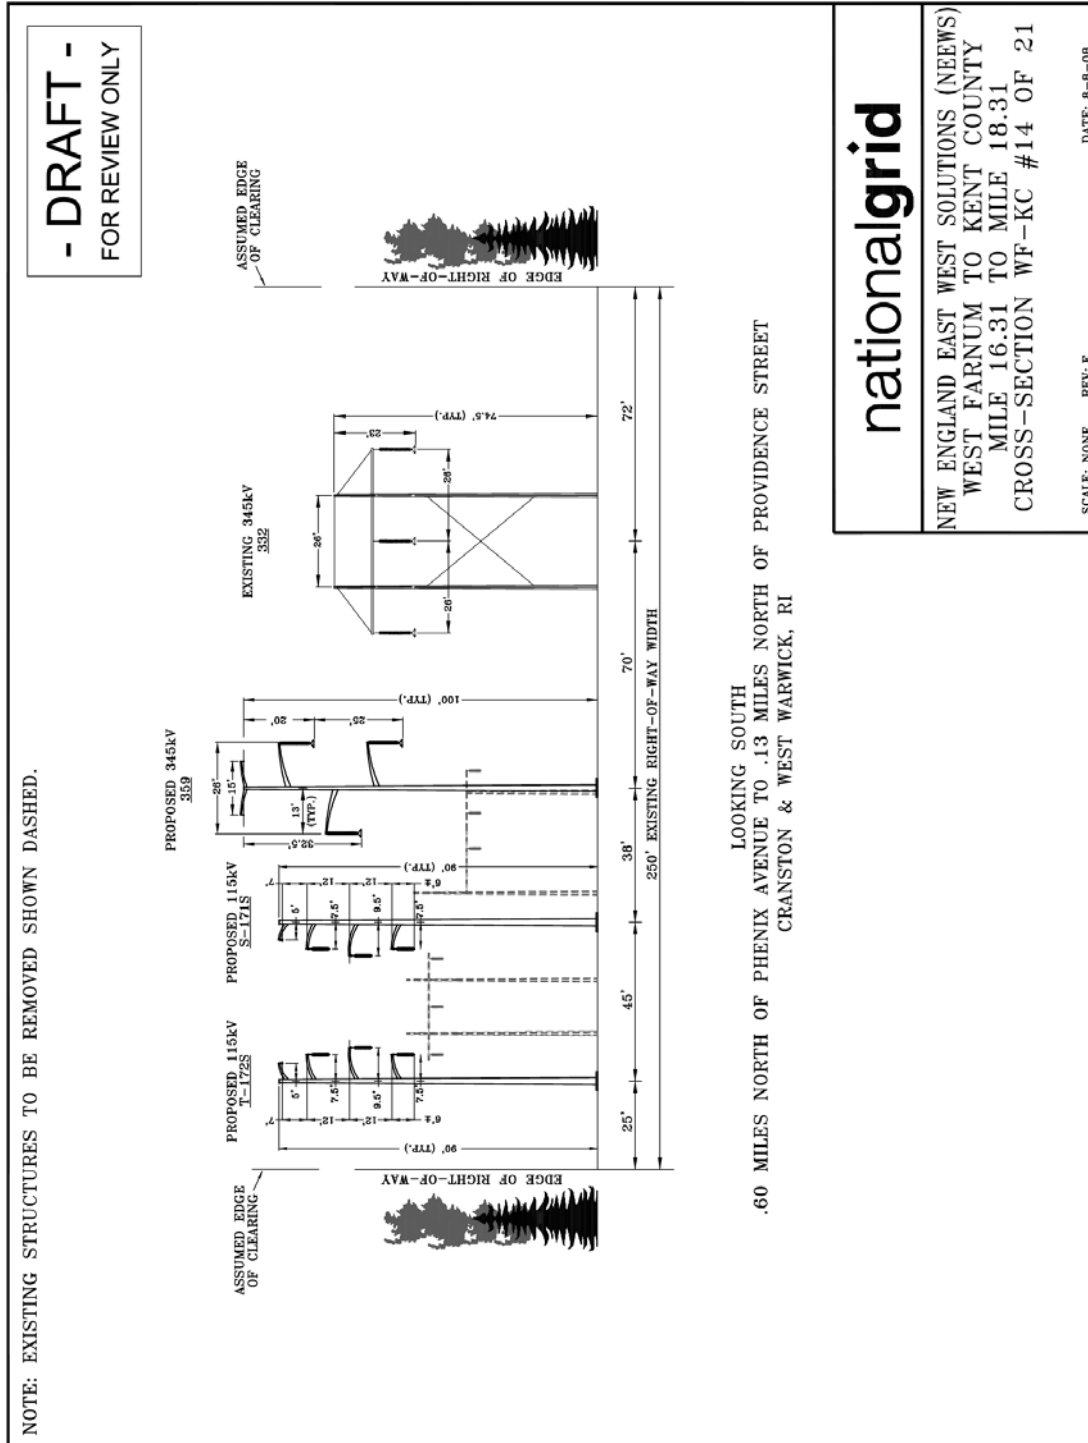 NOTE: EXISTING STRUCTURES TO BE REMOVED SHOWN DASHED.
- DRAFT -
FOR REVIEW ONLY
ASSUMED EDGE
OF CLEARING
ASSUMED EDGE
OF CLEARING
PROPOSED 115kV
T-172S
PROPOSED 115kV
S-171S
PROPOSED 345kV
359
EXISTING 345kV
332
EDGE OF RIGHT-OF-WAY
90' (TYP.)
7'
12'
12'
6'±
5'
7.5'
9.5'
7.5'
90' (TYP.)
7'
12'
12'
6'±
5'
7.5'
9.5'
7.5'
26'
15'
13'
(TYP.)
32.5'
20'
25'
100' (TYP.)
26'
26'
26'
23'
74.5' (TYP.)
EDGE OF RIGHT-OF-WAY
25'
45'
38'
70'
72'
250' EXISTING RIGHT-OF-WAY WIDTH
LOOKING SOUTH
.60 MILES NORTH OF PHENIX AVENUE TO .13 MILES NORTH OF PROVIDENCE STREET
CRANSTON & WEST WARWICK, RI
nationalgrid
NEW ENGLAND EAST WEST SOLUTIONS (NEEWS)
WEST FARNUM TO KENT COUNTY
MILE 16.31 TO MILE 18.31
CROSS-SECTION WF-KC #14 OF 21
SCALE: NONE
DATE: 8-8-08